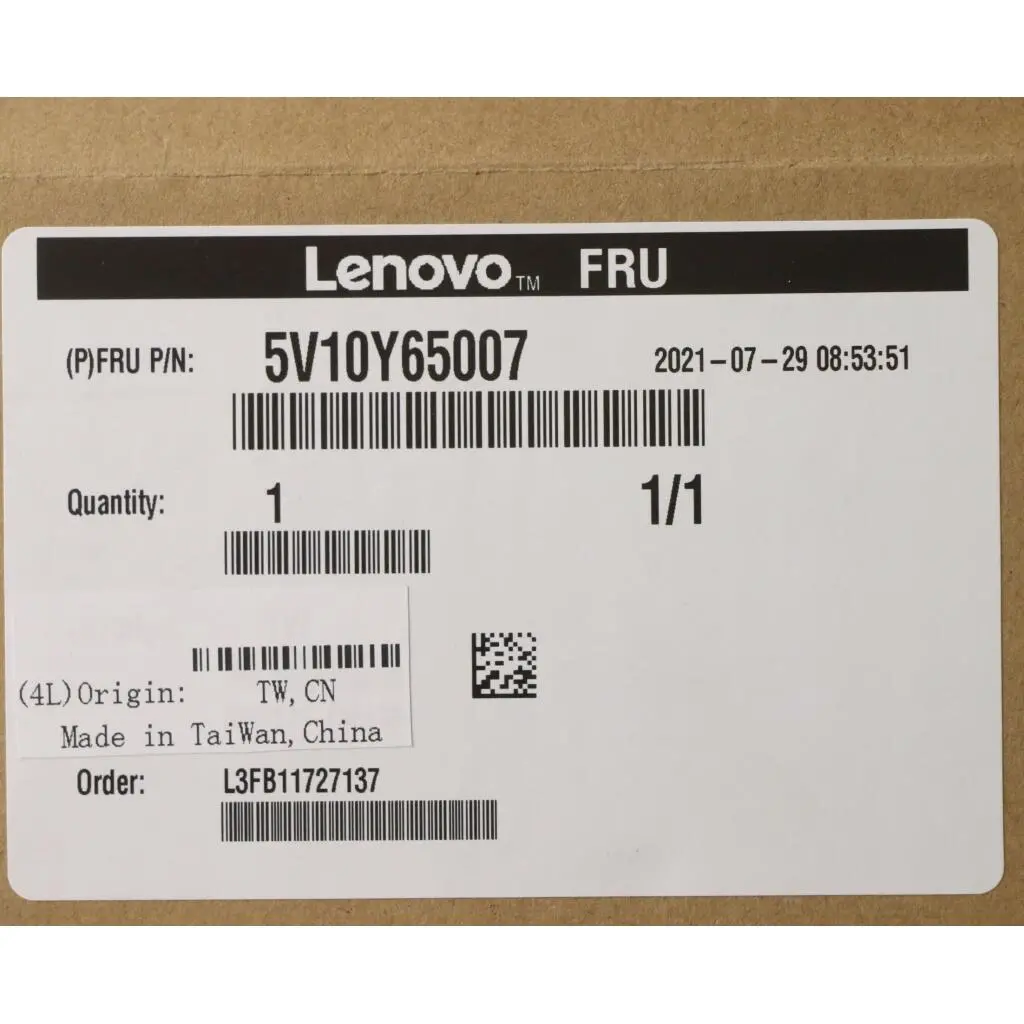 Lenovo™ FRU
(P)FRU P/N: 5V10Y65007 2021-07-29 08:53:51
Quantity: 1 1/1
(4L)Origin: TW,CN
Made in TaiWan,China
Order: L3FB11727137